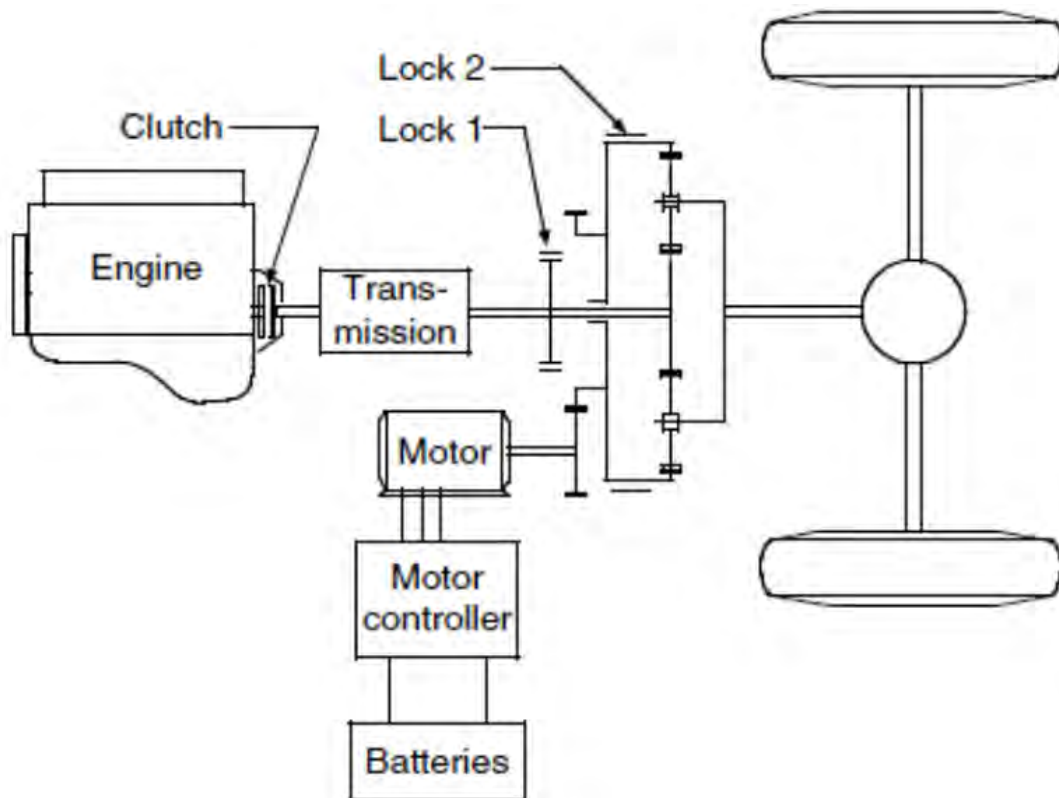 Lock 2
Lock 1
Clutch
Engine
Trans-
mission
Motor
Motor
controller
Batteries